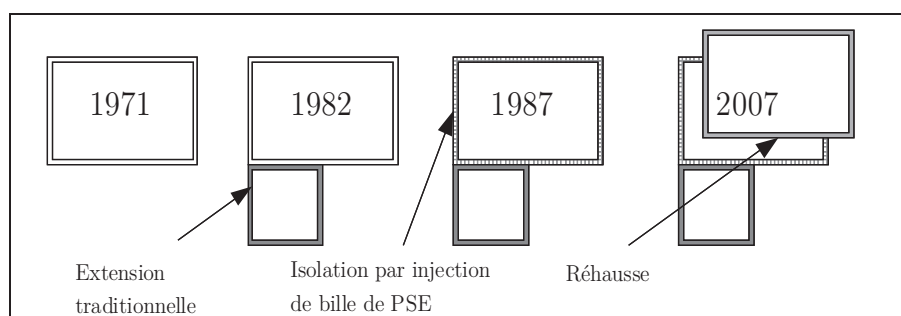 1971
1982
1987
2007
Extension
traditionnelle
Isolation par injection
de bille de PSE
Réhausse